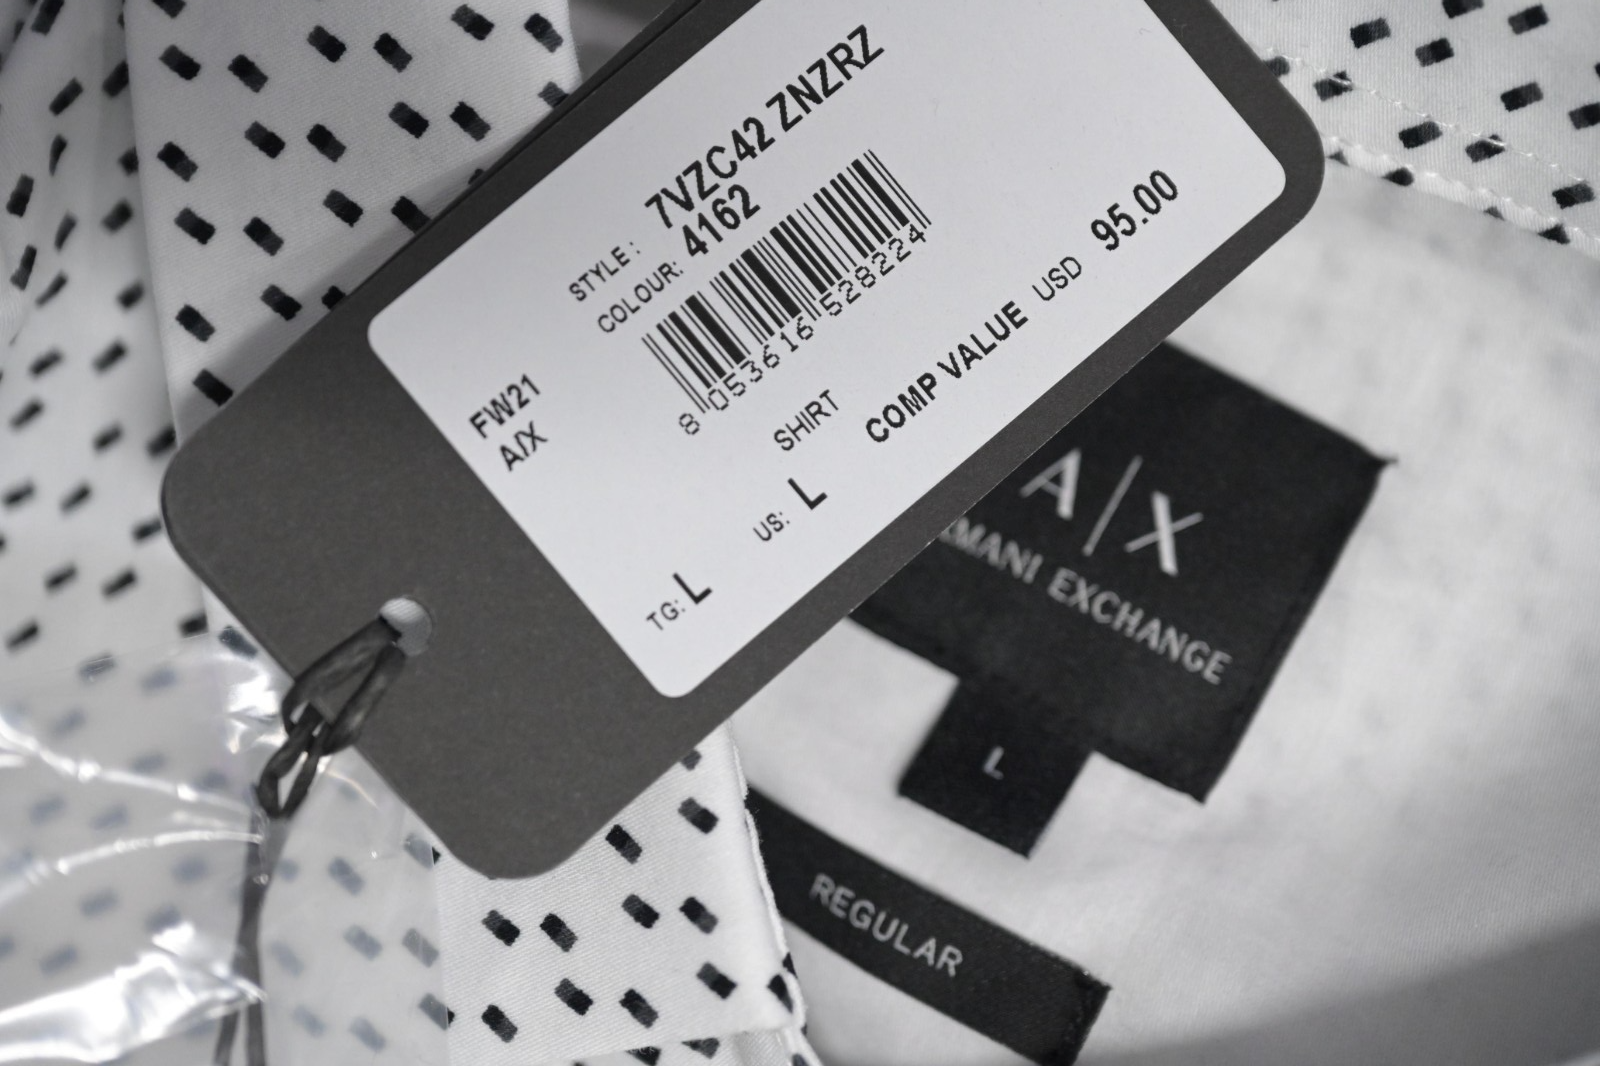 STYLE: 7VZC42 ZNZRZ
COLOUR: 4162
8 053616 528224
FW21
A/X
SHIRT
COMP VALUE USD 95.00
US: L
TG: L
A|X
EXCHANGE
L
REGULAR